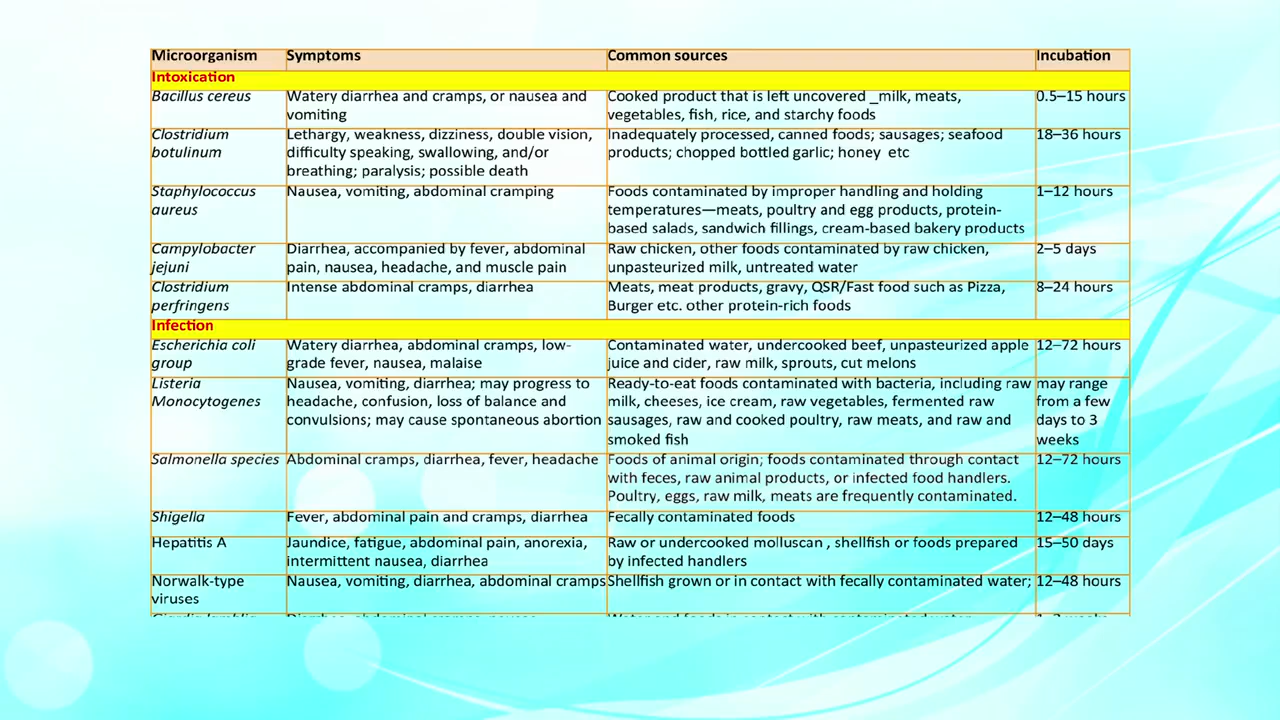 Microorganism Symptoms Common sources Incubation
Intoxication
Bacillus cereus Watery diarrhea and cramps, or nausea and Cooked product that is left uncovered _milk, meats, 0.5–15 hours
vomiting vegetables, fish, rice, and starchy foods
Clostridium Lethargy, weakness, dizziness, double vision, Inadequately processed, canned foods; sausages; seafood 18–36 hours
botulinum difficulty speaking, swallowing, and/or products; chopped bottled garlic; honey etc
breathing; paralysis; possible death
Staphylococcus Nausea, vomiting, abdominal cramping Foods contaminated by improper handling and holding 1–12 hours
aureus temperatures—meats, poultry and egg products, protein-
based salads, sandwich fillings, cream-based bakery products
Campylobacter Diarrhea, accompanied by fever, abdominal Raw chicken, other foods contaminated by raw chicken, 2–5 days
jejuni pain, nausea, headache, and muscle pain unpasteurized milk, untreated water
Clostridium Intense abdominal cramps, diarrhea Meats, meat products, gravy, QSR/Fast food such as Pizza, 8–24 hours
perfringens Burger etc. other protein-rich foods
Infection
Escherichia coli Watery diarrhea, abdominal cramps, low- Contaminated water, undercooked beef, unpasteurized apple 12–72 hours
group grade fever, nausea, malaise juice and cider, raw milk, sprouts, cut melons
Listeria Nausea, vomiting, diarrhea; may progress to Ready-to-eat foods contaminated with bacteria, including raw may range
Monocytogenes headache, confusion, loss of balance and milk, cheeses, ice cream, raw vegetables, fermented raw from a few
convulsions; may cause spontaneous abortion sausages, raw and cooked poultry, raw meats, and raw and days to 3
smoked fish weeks
Salmonella species Abdominal cramps, diarrhea, fever, headache Foods of animal origin; foods contaminated through contact 12–72 hours
with feces, raw animal products, or infected food handlers.
Poultry, eggs, raw milk, meats are frequently contaminated.
Shigella Fever, abdominal pain and cramps, diarrhea Fecally contaminated foods 12–48 hours
Hepatitis A Jaundice, fatigue, abdominal pain, anorexia, Raw or undercooked molluscan , shellfish or foods prepared 15–50 days
intermittent nausea, diarrhea by infected handlers
Norwalk-type Nausea, vomiting, diarrhea, abdominal cramps Shellfish grown or in contact with fecally contaminated water; 12–48 hours
viruses